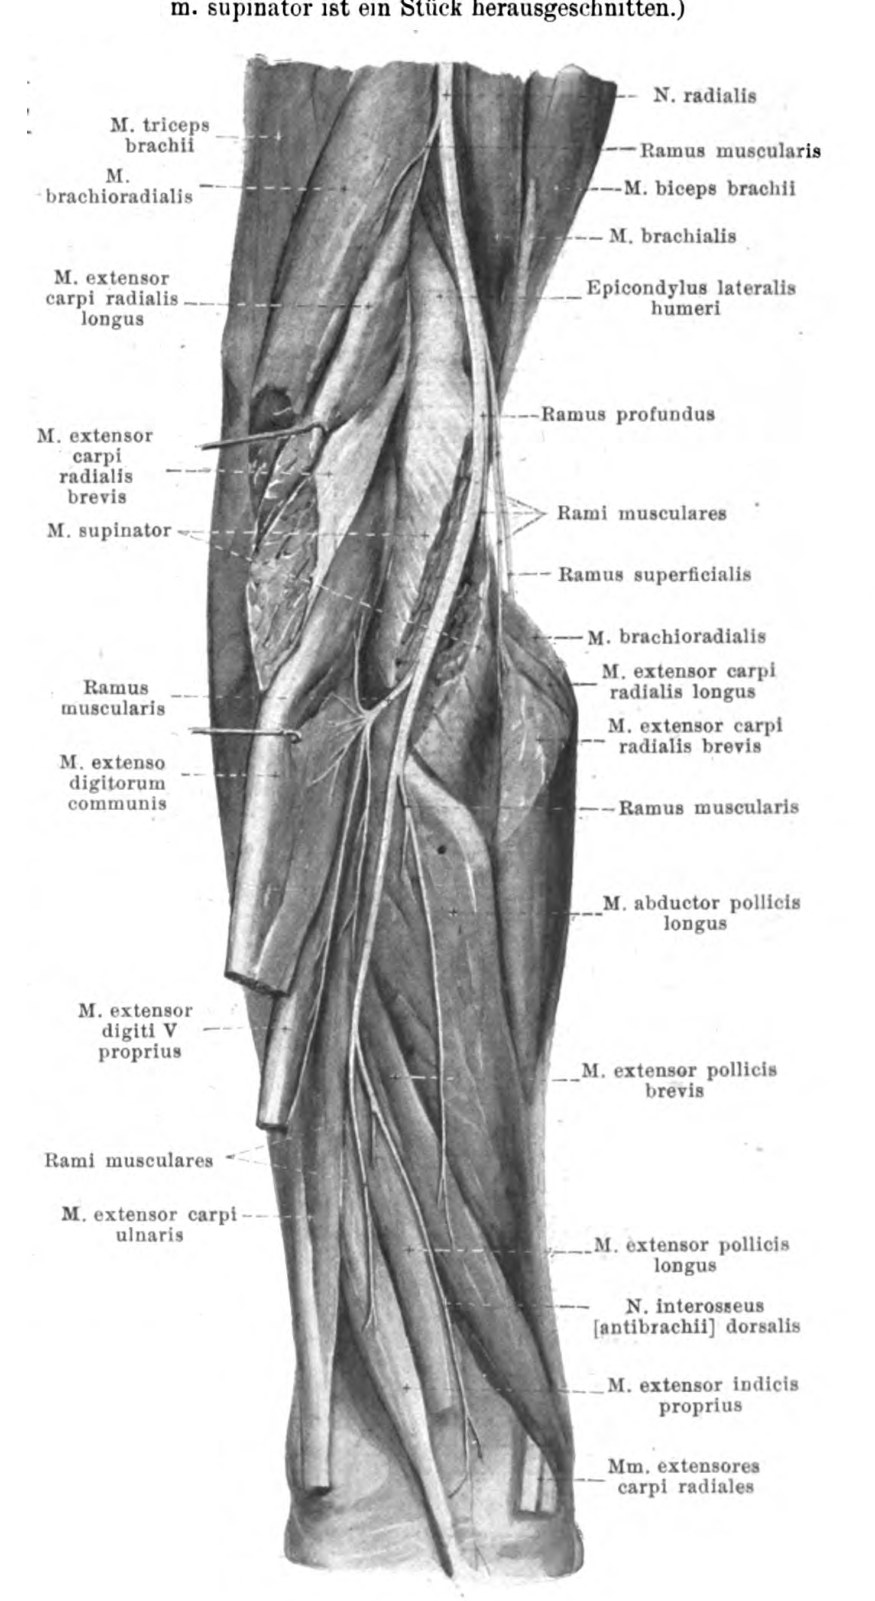 m. supinator ist ein Stück herausgeschnitten.)
M. triceps
brachii
M.
brachioradialis
M. extensor
carpi radialis
longus
M. extensor
carpi
radialis
brevis
M. supinator
Ramus
muscularis
M. extenso
digitorum
communis
M. extensor
digiti V
proprius
Rami musculares
M. extensor carpi
ulnaris
N. radialis
Ramus muscularis
M. biceps brachii
M. brachialis
Epicondylus lateralis
humeri
Ramus profundus
Rami musculares
Ramus superficialis
M. brachioradialis
M. extensor carpi
radialis longus
M. extensor carpi
radialis brevis
Ramus muscularis
M. abductor pollicis
longus
M. extensor pollicis
brevis
M. extensor pollicis
longus
N. interosseus
[antibrachii] dorsalis
M. extensor indicis
proprius
Mm. extensores
carpi radiales